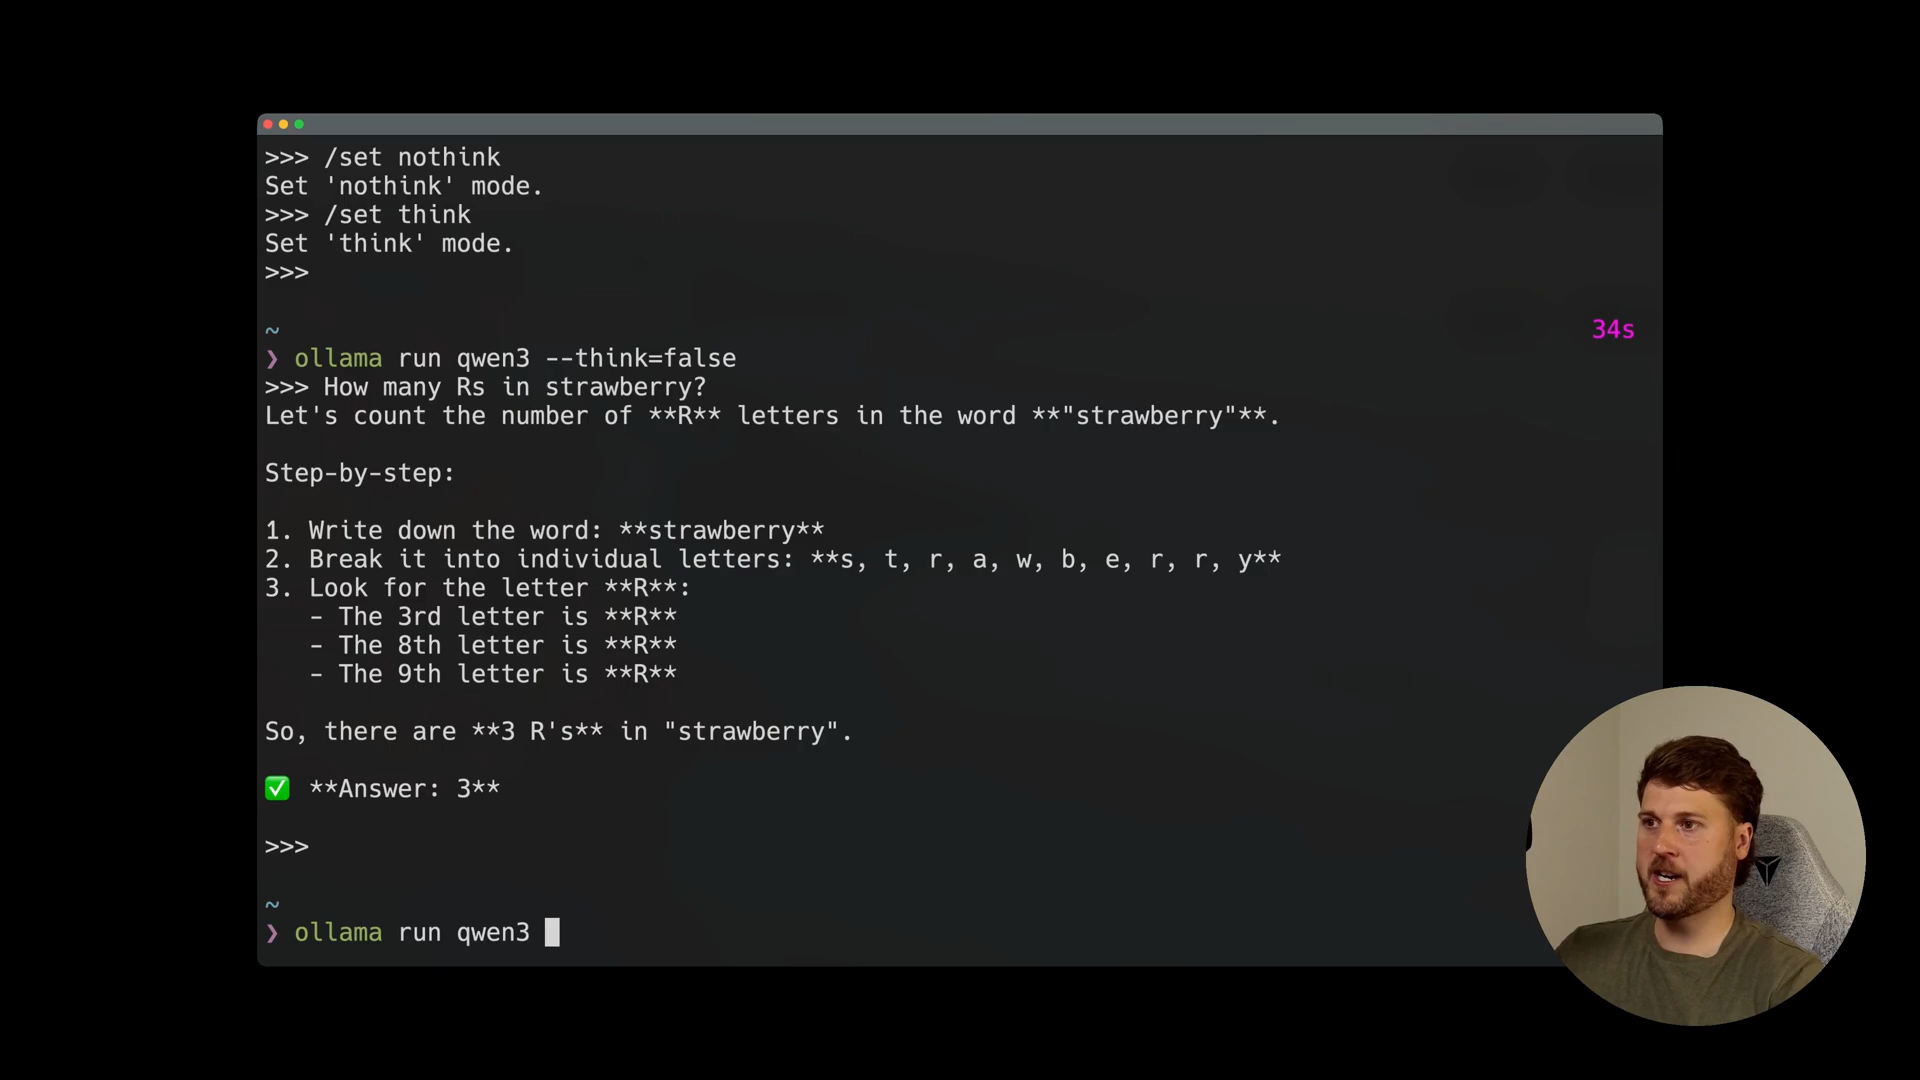 >>> /set nothink
Set 'nothink' mode.
>>> /set think
Set 'think' mode.
>>>
~
34s
❯ ollama run qwen3 --think=false
>>> How many Rs in strawberry?
Let's count the number of **R** letters in the word **"strawberry"**.
Step-by-step:
1. Write down the word: **strawberry**
2. Break it into individual letters: **s, t, r, a, w, b, e, r, r, y**
3. Look for the letter **R**:
- The 3rd letter is **R**
- The 8th letter is **R**
- The 9th letter is **R**
So, there are **3 R's** in "strawberry".
✅ **Answer: 3**
>>>
~
❯ ollama run qwen3